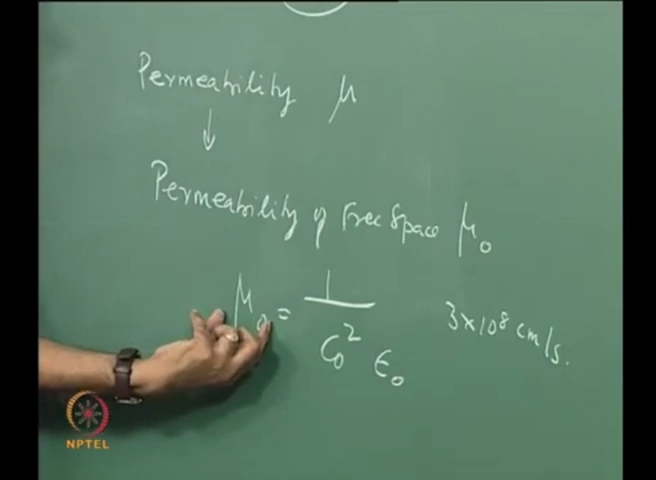 Permeability μ
↓
Permeability of Free Space μ₀
μ₀ = 1 / C₀² ε₀
3×10⁸ cm/s.
NPTEL